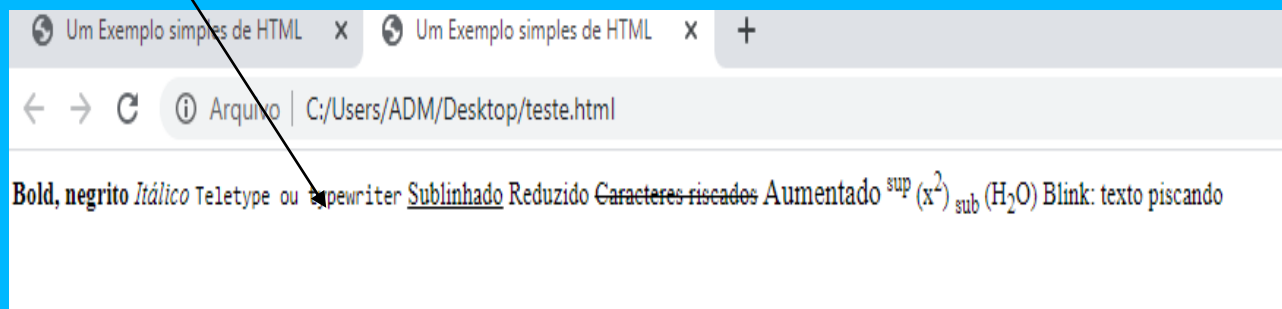 Um Exemplo simples de HTML Um Exemplo simples de HTML
Arquivo C:/Users/ADM/Desktop/teste.html
Bold, negrito Itálico Teletype ou typewriter Sublinhado Reduzido Caracteres riscados Aumentado sup (x2) sub (H2O) Blink: texto piscando